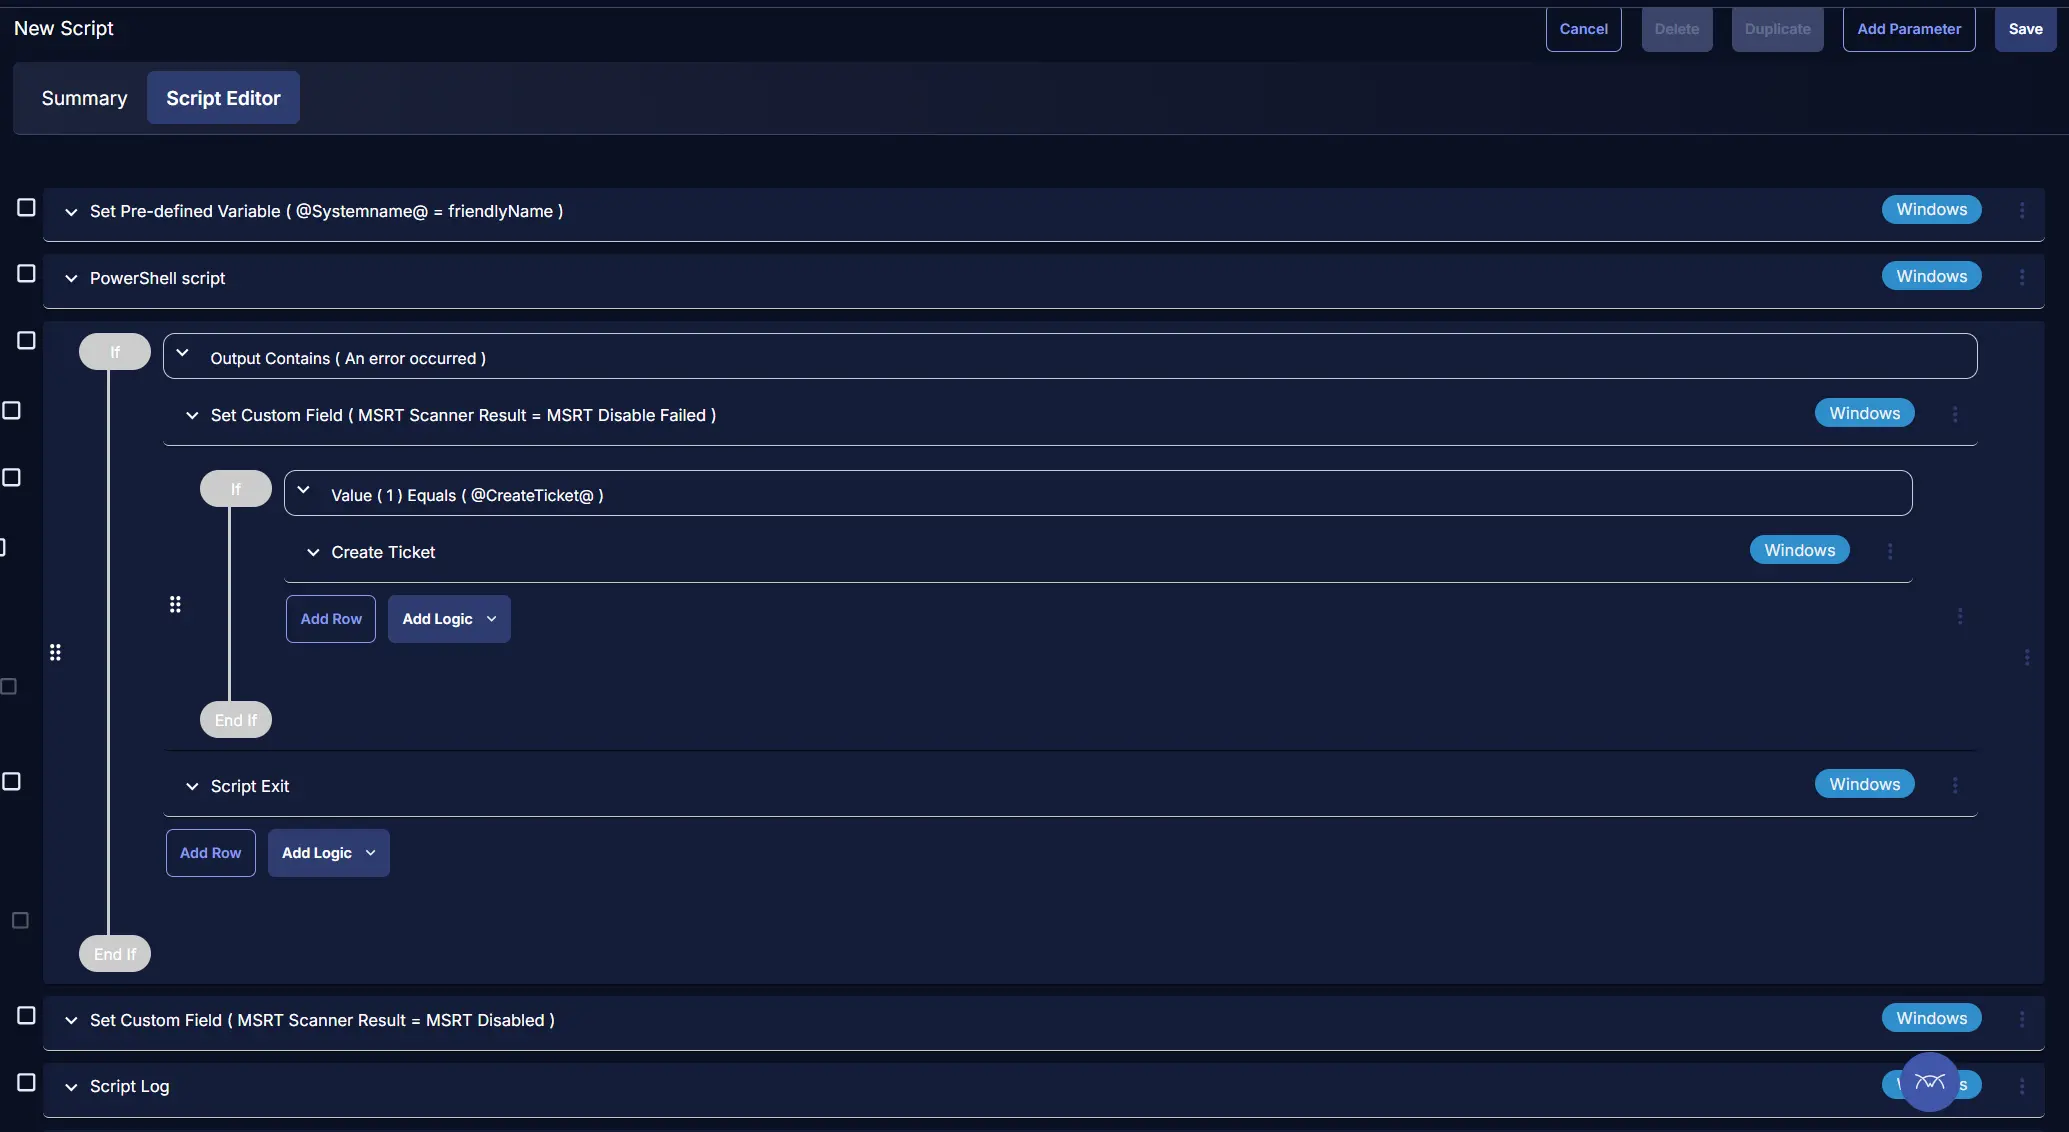 New Script
Cancel
Delete
Duplicate
Add Parameter
Save
Summary
Script Editor
Set Pre-defined Variable ( @Systemname@ = friendlyName )
Windows
PowerShell script
Windows
If
Output Contains ( An error occurred )
Set Custom Field ( MSRT Scanner Result = MSRT Disable Failed )
Windows
If
Value ( 1 ) Equals ( @CreateTicket@ )
Create Ticket
Windows
Add Row
Add Logic
End If
Script Exit
Windows
Add Row
Add Logic
End If
Set Custom Field ( MSRT Scanner Result = MSRT Disabled )
Windows
Script Log